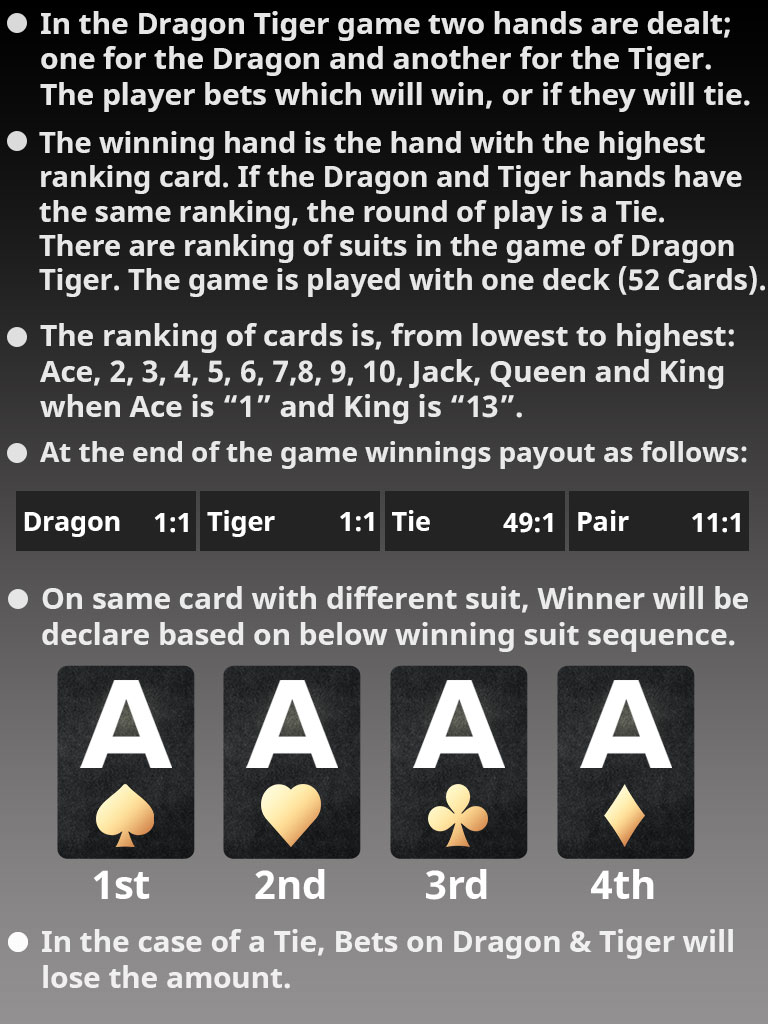 In the Dragon Tiger game two hands are dealt;
one for the Dragon and another for the Tiger.
The player bets which will win, or if they will tie.
The winning hand is the hand with the highest
ranking card. If the Dragon and Tiger hands have
the same ranking, the round of play is a Tie.
There are ranking of suits in the game of Dragon
Tiger. The game is played with one deck (52 Cards).
The ranking of cards is, from lowest to highest:
Ace, 2, 3, 4, 5, 6, 7,8, 9, 10, Jack, Queen and King
when Ace is “1” and King is “13”.
At the end of the game winnings payout as follows:
Dragon 1:1 Tiger 1:1 Tie 49:1 Pair 11:1
On same card with different suit, Winner will be
declare based on below winning suit sequence.
A A A A
1st 2nd 3rd 4th
In the case of a Tie, Bets on Dragon & Tiger will
lose the amount.